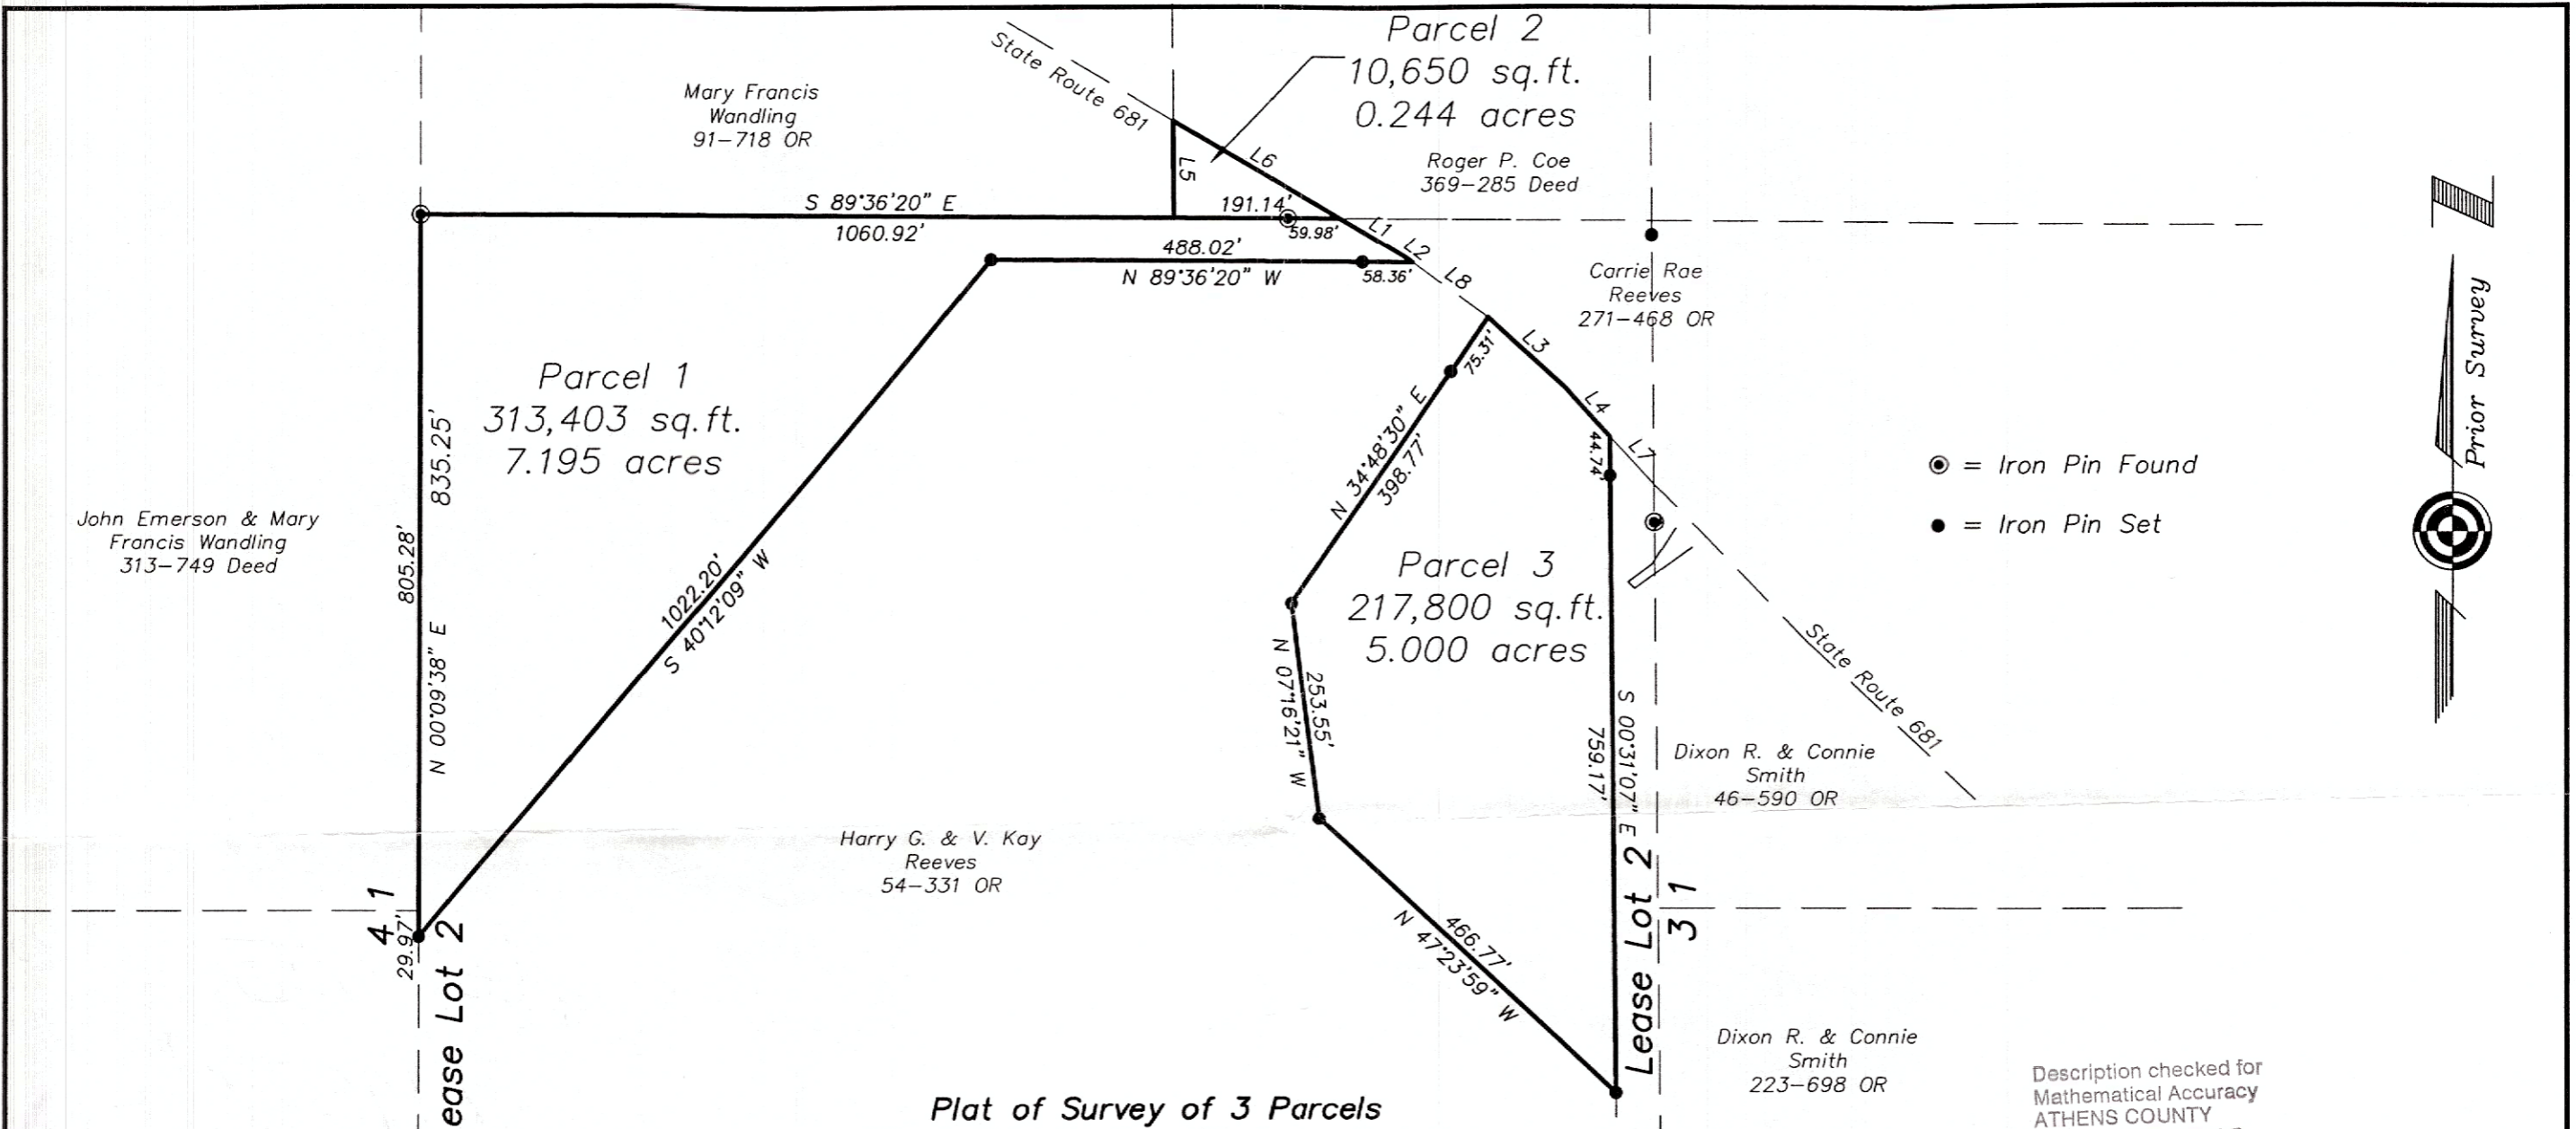 Parcel 2
10,650 sq.ft.
0.244 acres
State Route 681
Mary Francis
Wandling
91-718 OR
Roger P. Coe
369-285 Deed
L6
L5
S 89°36'20" E
1060.92'
191.14'
59.98'
L1
L2
488.02'
N 89°36'20" W
58.36'
L8
Carrie Rae
Reeves
271-468 OR
Prior Survey
L3
75.31'
L4
44.74'
L7
Parcel 1
313,403 sq.ft.
7.195 acres
835.25'
805.28'
N 00°09'38" E
N 34°48'30" E
398.77'
= Iron Pin Found
= Iron Pin Set
John Emerson & Mary
Francis Wandling
313-749 Deed
1022.20'
S 40°12'09" W
Parcel 3
217,800 sq.ft.
5.000 acres
State Route 681
N 07°16'21" W
253.55'
S 00°31'07" E
759.17'
Dixon R. & Connie
Smith
46-590 OR
Harry G. & V. Kay
Reeves
54-331 OR
4 1
29.97'
ease Lot 2
466.77'
N 47°23'59" W
Lease Lot 2
3 1
Dixon R. & Connie
Smith
223-698 OR
Plat of Survey of 3 Parcels
Description checked for
Mathematical Accuracy
ATHENS COUNTY